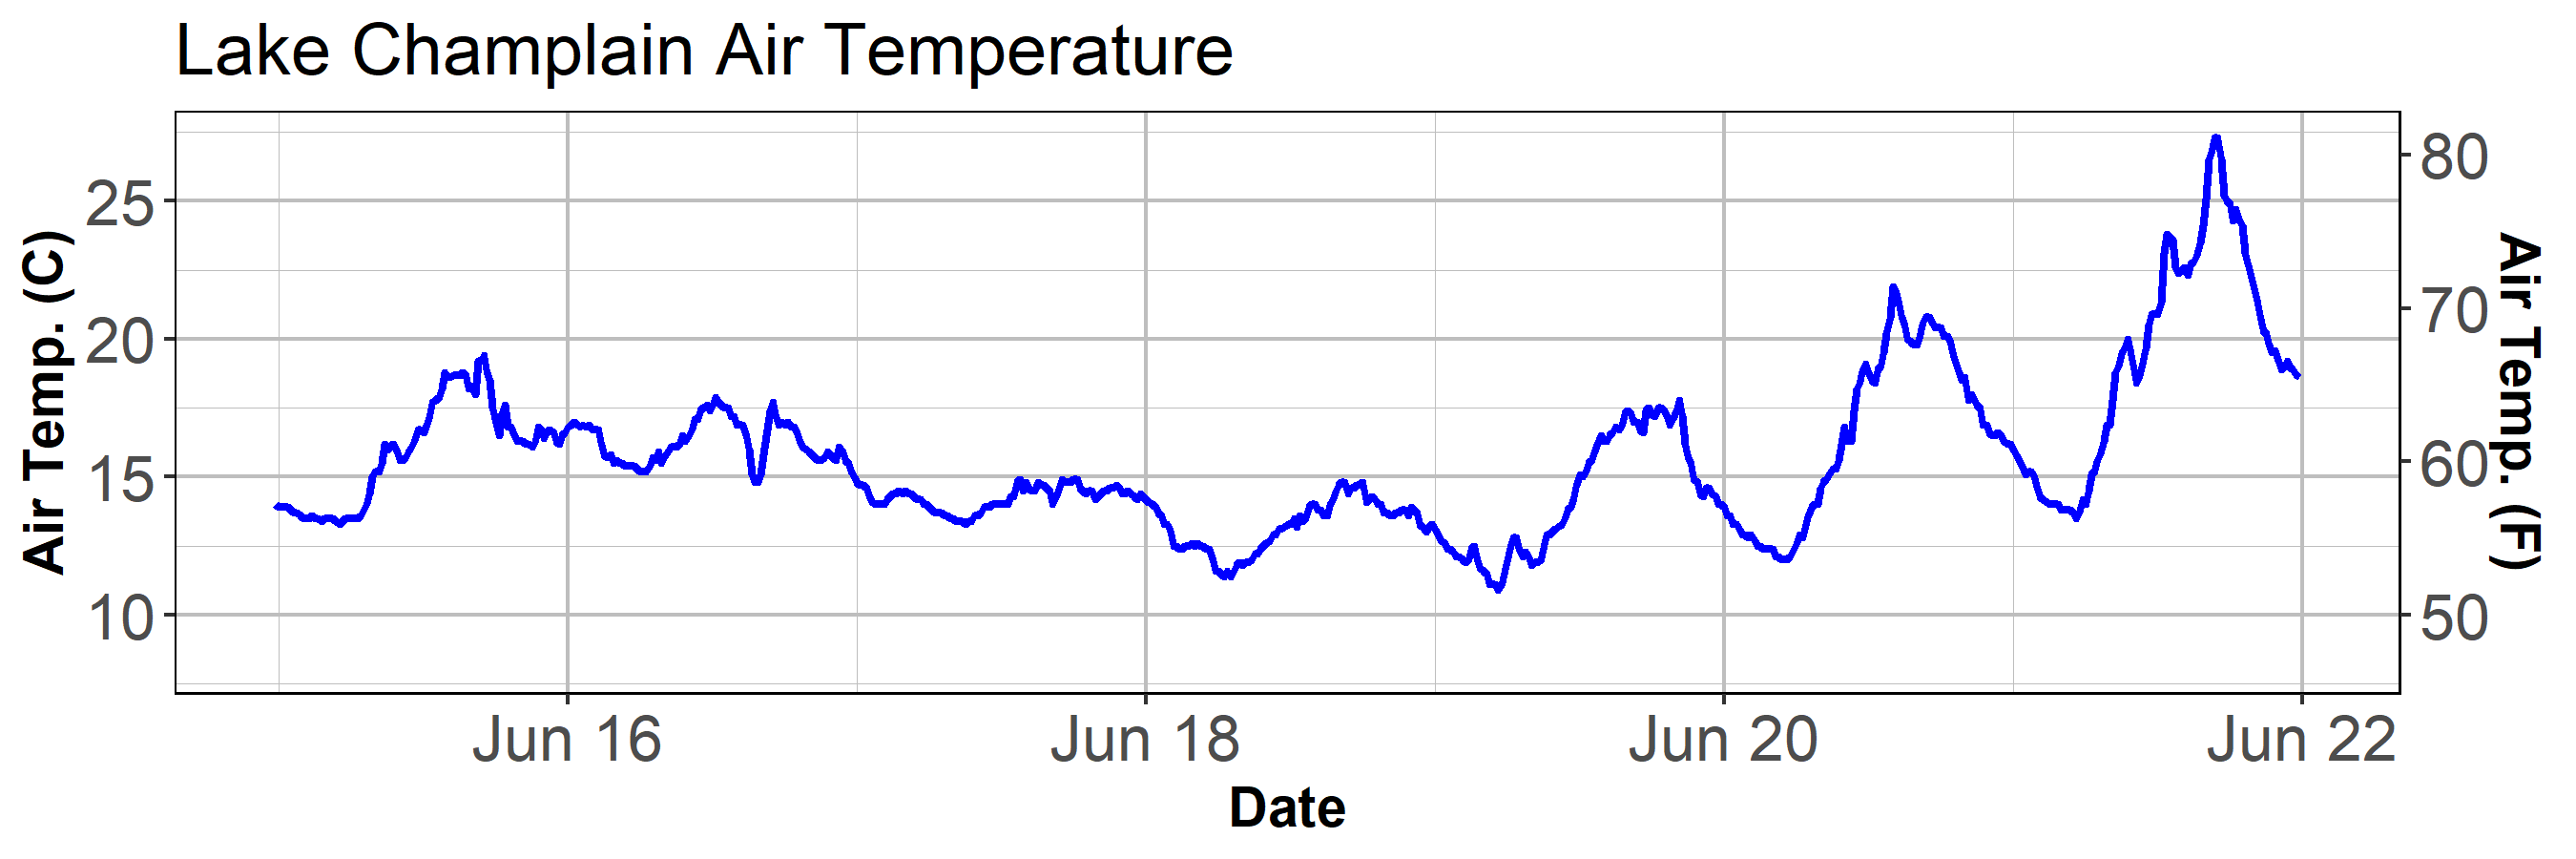 Lake Champlain Air Temperature
Air Temp. (C)
25
20
15
10
80
70
60
50
Air Temp. (F)
Jun 16 Jun 18 Jun 20 Jun 22
Date